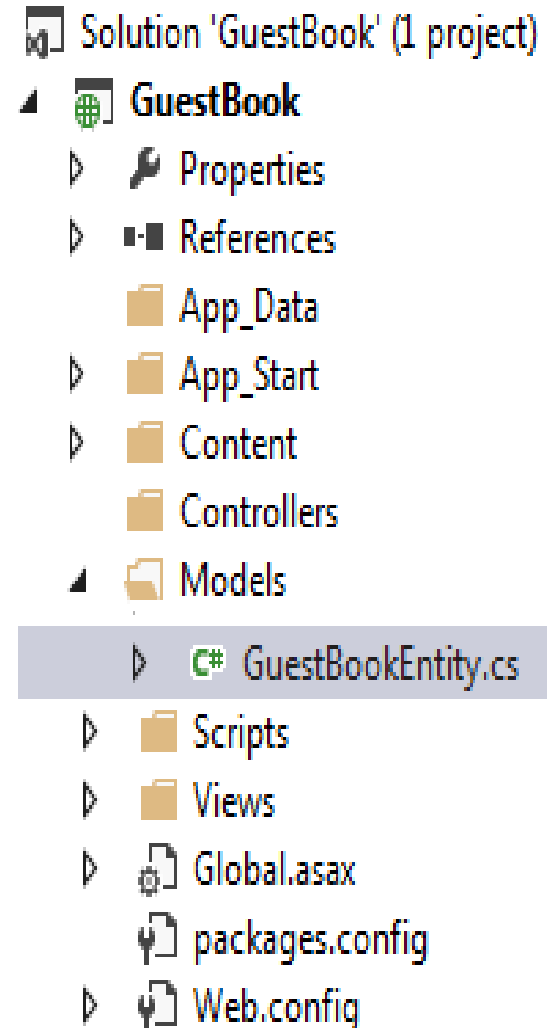 Solution 'GuestBook' (1 project)
GuestBook
Properties
References
App_Data
App_Start
Content
Controllers
Models
C# GuestBookEntity.cs
Scripts
Views
Global.asax
packages.config
Web.config